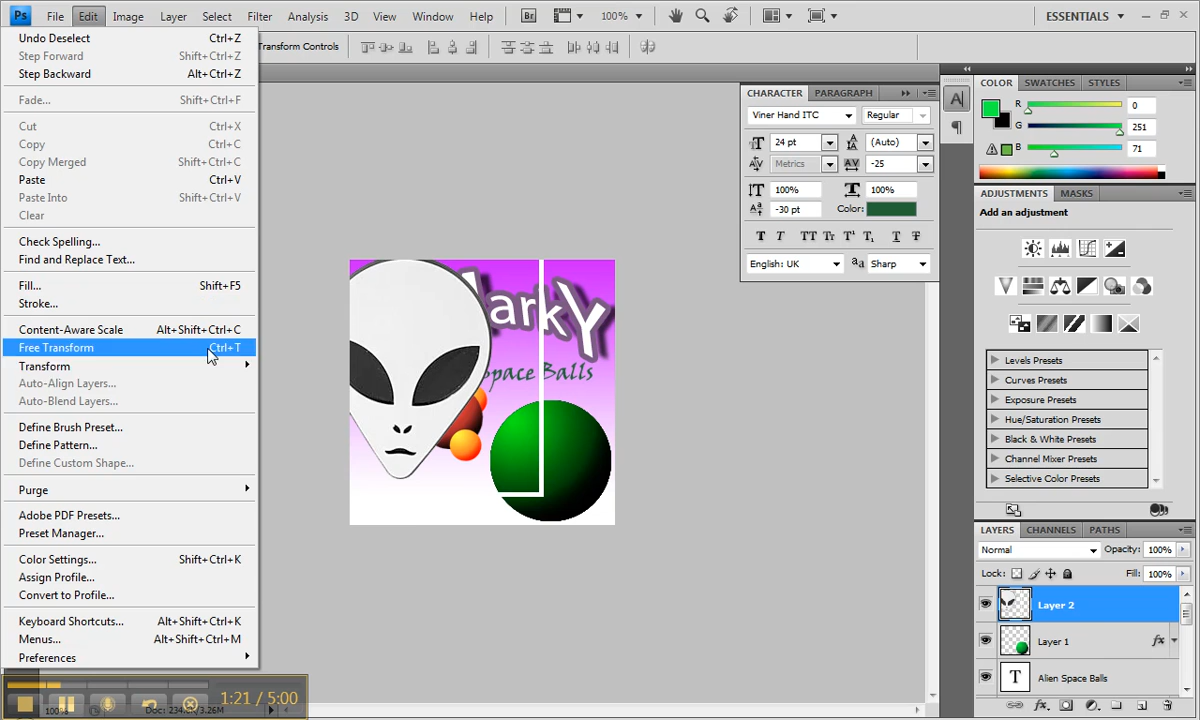 Ps File Edit Image Layer Select Filter Analysis 3D View Window Help Br 100% ESSENTIALS
Transform Controls
Undo Deselect Ctrl+Z
Step Forward Shift+Ctrl+Z
Step Backward Alt+Ctrl+Z
Fade... Shift+Ctrl+F
Cut Ctrl+X
Copy Ctrl+C
Copy Merged Shift+Ctrl+C
Paste Ctrl+V
Paste Into Shift+Ctrl+V
Clear
Check Spelling...
Find and Replace Text...
Fill... Shift+F5
Stroke...
Content-Aware Scale Alt+Shift+Ctrl+C
Free Transform Ctrl+T
Transform
Auto-Align Layers...
Auto-Blend Layers...
Define Brush Preset...
Define Pattern...
Define Custom Shape...
Purge
Adobe PDF Presets...
Preset Manager...
Color Settings... Shift+Ctrl+K
Assign Profile...
Convert to Profile...
Keyboard Shortcuts... Alt+Shift+Ctrl+K
Menus... Alt+Shift+Ctrl+M
Preferences
1:21 / 5:00
100%
arkY
Space Balls
CHARACTER PARAGRAPH
Viner Hand ITC Regular
24 pt (Auto)
Metrics -25
100% 100%
-30 pt Color:
T T TT Tr T¹ T₁ T T
English: UK aa Sharp
COLOR SWATCHES STYLES
R 0
G 251
B 71
ADJUSTMENTS MASKS
Add an adjustment
Levels Presets
Curves Presets
Exposure Presets
Hue/Saturation Presets
Black & White Presets
Channel Mixer Presets
Selective Color Presets
LAYERS CHANNELS PATHS
Normal Opacity: 100%
Lock: Fill: 100%
Layer 2
Layer 1 fx
T Alien Space Balls
fx